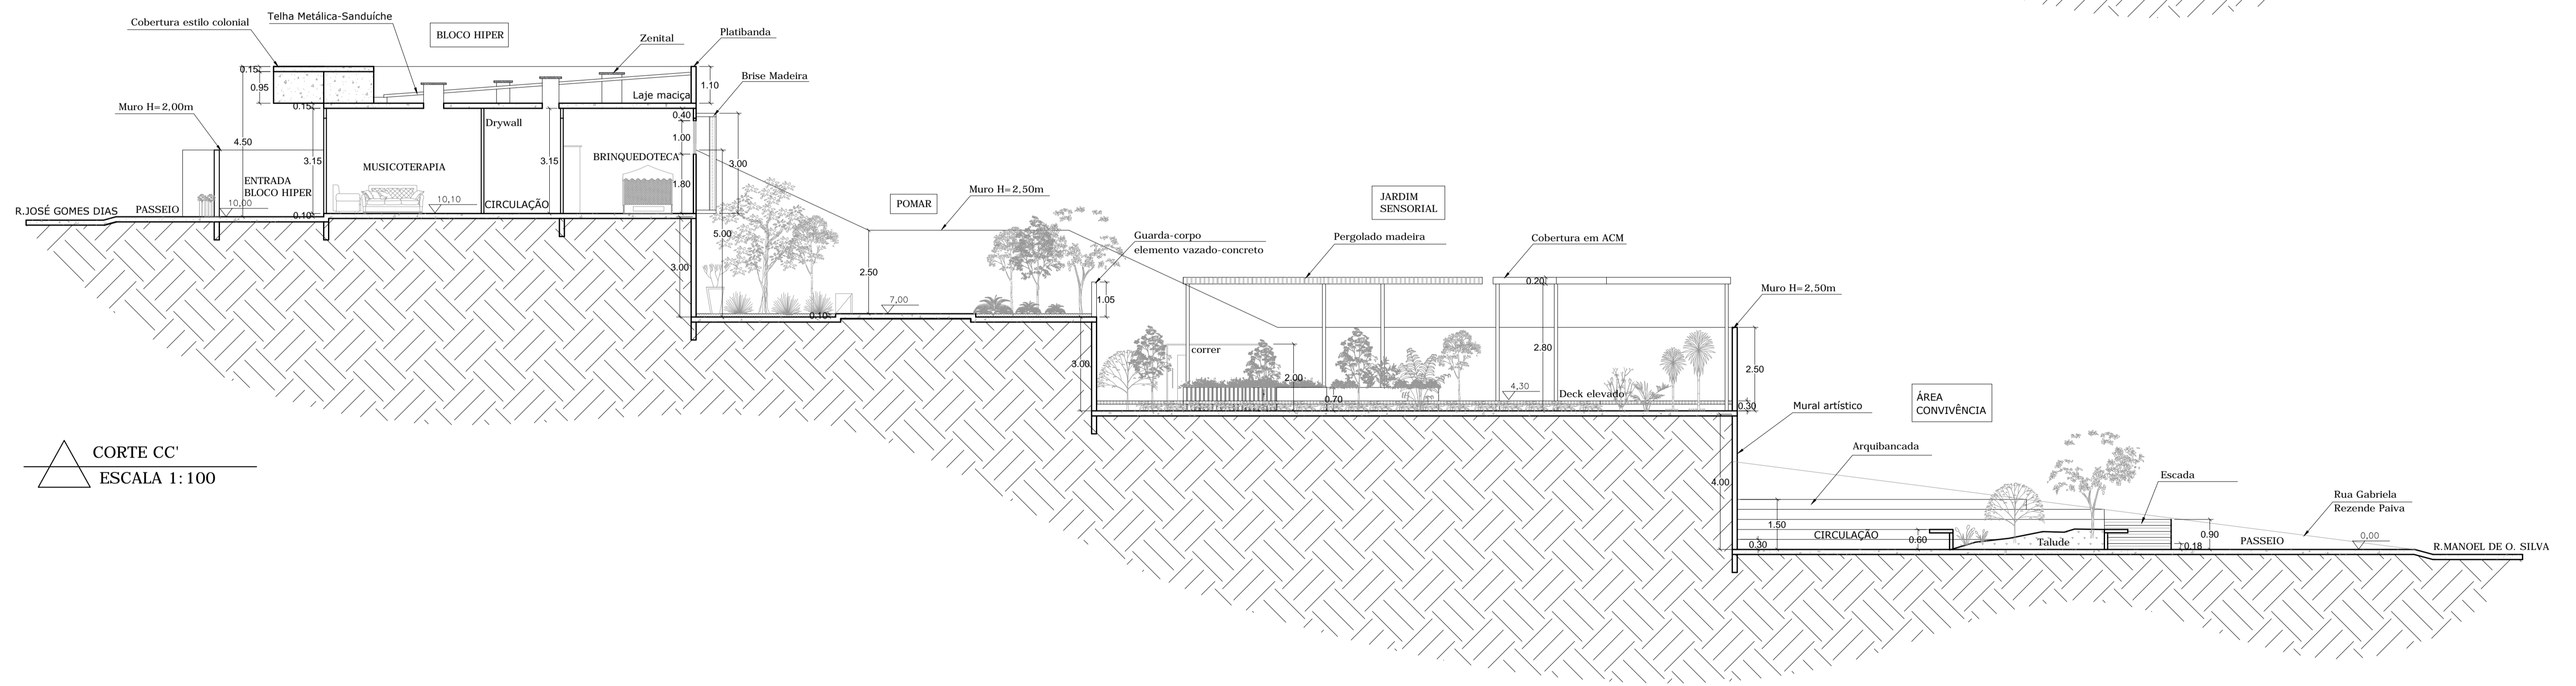 Cobertura estilo colonial
Telha Metálica-Sanduíche
BLOCO HIPER
Zenital
Platibanda
Brise Madeira
Muro H=2,00m
0.15
0.95
0.15
4.50
3.15
3.15
Laje maciça
1.10
0.40
1.00
3.00
1.80
Drywall
MUSICOTERAPIA
BRINQUEDOTECA
ENTRADA
BLOCO HIPER
10,00
10,10
CIRCULAÇÃO
0.10
R.JOSÉ GOMES DIAS
PASSEIO
5.00
3.00
POMAR
Muro H=2,50m
2.50
7,00
0.10
Guarda-corpo
elemento vazado-concreto
1.05
3.00
JARDIM
SENSORIAL
Pergolado madeira
Cobertura em ACM
0.20
correr
2.00
0.70
2.80
4,30
Deck elevado
Muro H=2,50m
2.50
0.30
Mural artístico
ÁREA
CONVIVÊNCIA
Arquibancada
Escada
Rua Gabriela
Rezende Paiva
4.00
1.50
0.30
CIRCULAÇÃO
0.60
Talude
0.90
0.18
PASSEIO
0,00
R.MANOEL DE O. SILVA
CORTE CC'
ESCALA 1:100